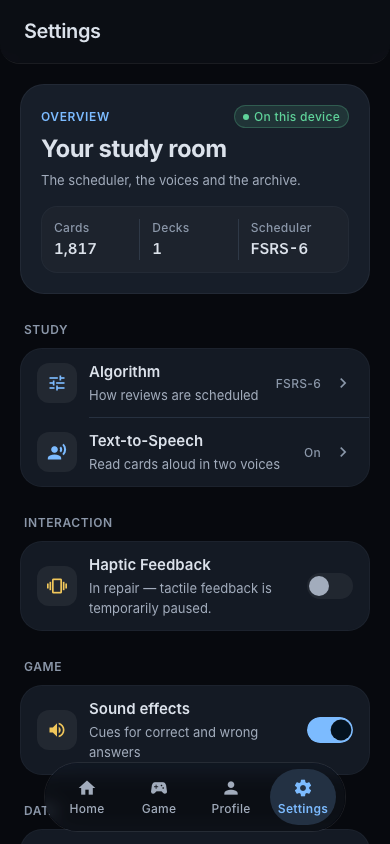 Settings
OVERVIEW
On this device
Your study room
The scheduler, the voices and the archive.
Cards
Decks
Scheduler
1,817
1
FSRS-6
STUDY
Algorithm
How reviews are scheduled
FSRS-6
Text-to-Speech
Read cards aloud in two voices
On
INTERACTION
Haptic Feedback
In repair — tactile feedback is
temporarily paused.
GAME
Sound effects
Cues for correct and wrong
answers
Home
Game
Profile
Settings